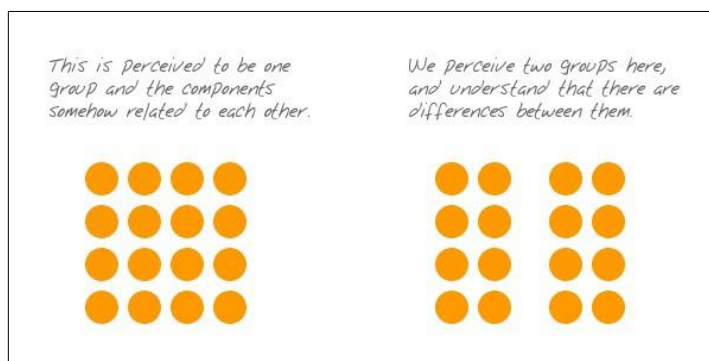 This is perceived to be one
group and the components
somehow related to each other.
We perceive two groups here,
and understand that there are
differences between them.